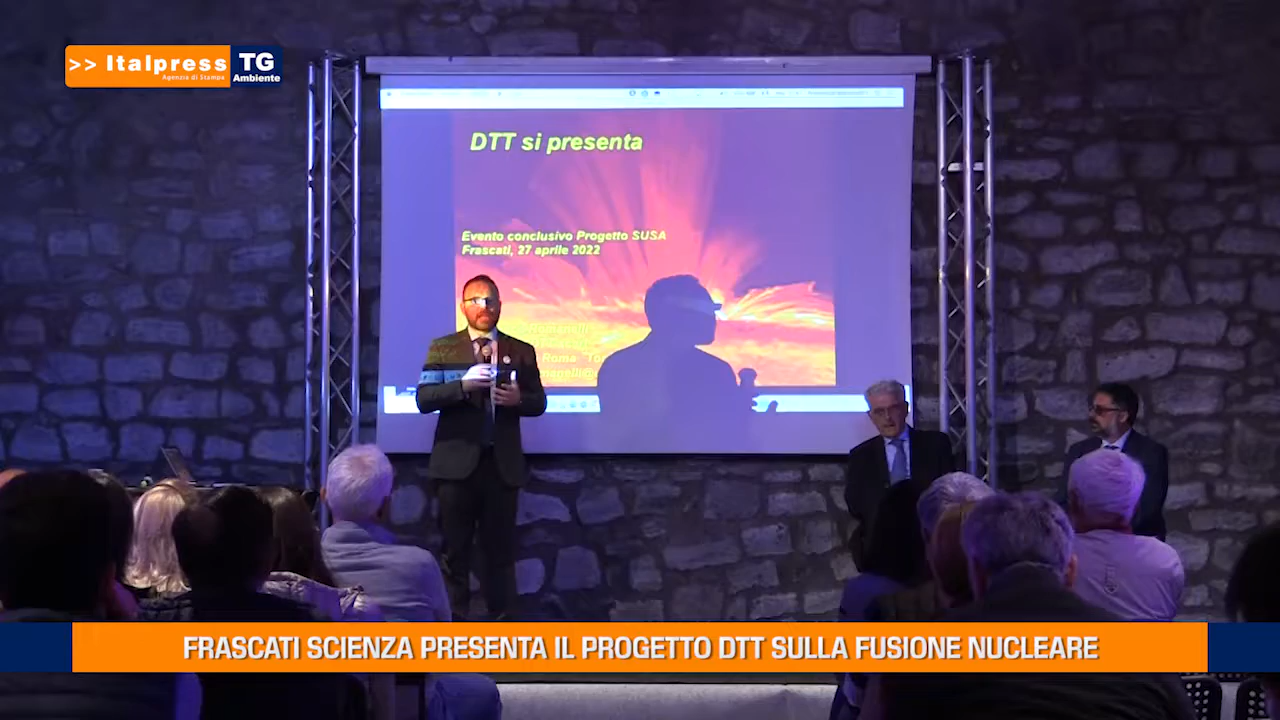 >> Italpress
Agenzia di Stampa
TG
Ambiente
DTT si presenta
Evento conclusivo Progetto SUSA
Frascati, 27 aprile 2022
Roma
FRASCATI SCIENZA PRESENTA IL PROGETTO DTT SULLA FUSIONE NUCLEARE